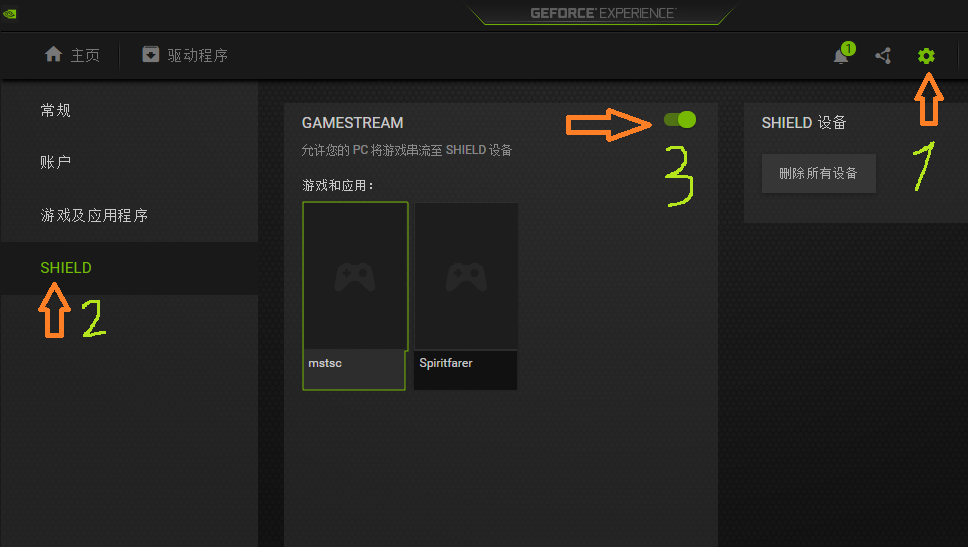 GEFORCE® EXPERIENCE™
主页
驱动程序
1
常规
账户
游戏及应用程序
SHIELD
2
GAMESTREAM
3
允许您的 PC 将游戏串流至 SHIELD 设备
游戏和应用：
mstsc
Spiritfarer
SHIELD 设备
1
删除所有设备